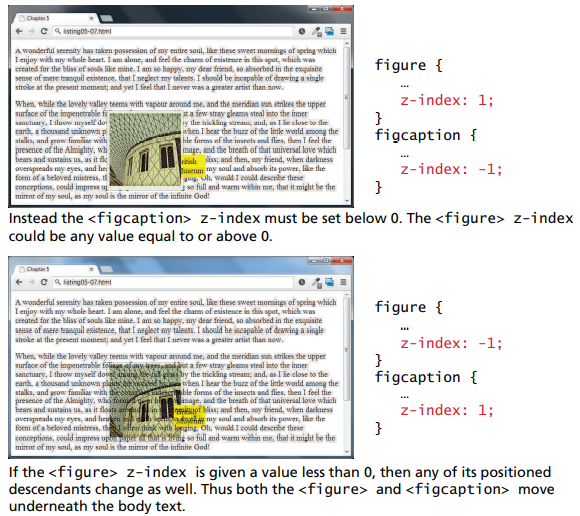 Chapter 5
listing05-07.html
A wonderful serenity has taken possession of my entire soul, like these sweet mornings of spring which
I enjoy with my whole heart. I am alone, and feel the charm of existence in this spot, which was
created for the bliss of souls like mine. I am so happy, my dear friend, so absorbed in the exquisite
sense of mere tranquil existence, that I neglect my talents. I should be incapable of drawing a single
stroke at the present moment; and yet I feel that I never was a greater artist than now.
When, while the lovely valley teems with vapour around me, and the meridian sun strikes the upper
surface of the impenetrable fo t a few stray gleams steal into the inner
sanctuary, I throw myself do y the trickling stream; and, as I lie close to the
earth, a thousand unknown p when I hear the buzz of the little world among the
stalks, and grow familiar with ble forms of the insects and flies, then I feel the
presence of the Almighty, wh mage, and the breath of that universal love which
bears and sustains us, as it flo bliss; and then, my friend, when darkness
overspreads my eyes, and hea my soul and absorb its power, like the
form of a beloved mistress, th ging, Oh, would I could describe these
conceptions, could impress up g so full and warm within me, that it might be the
mirror of my soul, as my soul is the mirror of the infinite God!
British
Museum
figure {
…
z-index: 1;
}
figcaption {
…
z-index: -1;
}
Instead the <figcaption> z-index must be set below 0. The <figure> z-index
could be any value equal to or above 0.
Chapter 5
listing05-07.html
A wonderful serenity has taken possession of my entire soul, like these sweet mornings of spring which
I enjoy with my whole heart. I am alone, and feel the charm of existence in this spot, which was
created for the bliss of souls like mine. I am so happy, my dear friend, so absorbed in the exquisite
sense of mere tranquil existence, that I neglect my talents. I should be incapable of drawing a single
stroke at the present moment; and yet I feel that I never was a greater artist than now.
When, while the lovely valley teems with vapour around me, and the meridian sun strikes the upper
surface of the impenetrable foliage of my trees, and but a few stray gleams steal into the inner
sanctuary, I throw myself down among the tall grass by the trickling stream; and, as I lie close to the
earth, a thousand unknown plants are noticed by me: when I hear the buzz of the little world among the
stalks, and grow familiar with the countless indescribable forms of the insects and flies, then I feel the
presence of the Almighty, who formed us in his own image, and the breath of that universal love which
bears and sustains us, as it floats around us in an eternity of bliss; and then, my friend, when darkness
overspreads my eyes, and heaven and earth seem to dwell in my soul and absorb its power, like the
form of a beloved mistress, then I often think with longing, Oh, would I could describe these
conceptions, could impress upon paper all that is living so full and warm within me, that it might be the
mirror of my soul, as my soul is the mirror of the infinite God!
Museum
figure {
…
z-index: -1;
}
figcaption {
…
z-index: 1;
}
If the <figure> z-index is given a value less than 0, then any of its positioned
descendants change as well. Thus both the <figure> and <figcaption> move
underneath the body text.